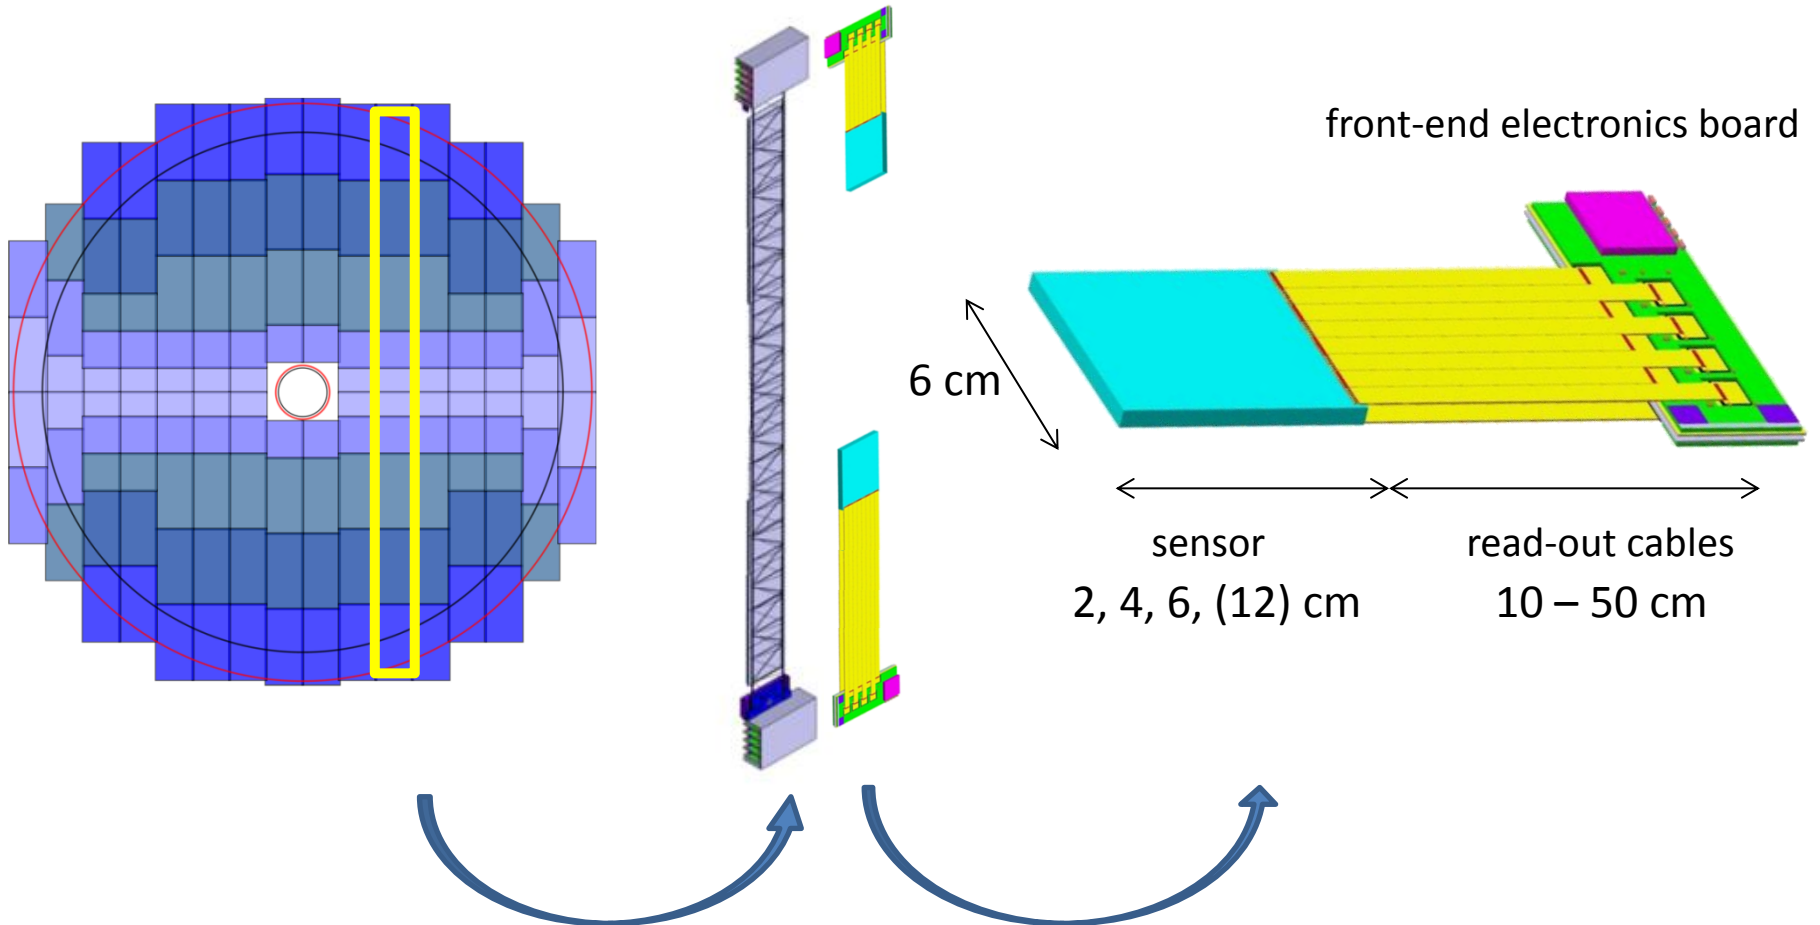 front-end electronics board
6 cm
sensor
read-out cables
2, 4, 6, (12) cm
10 – 50 cm